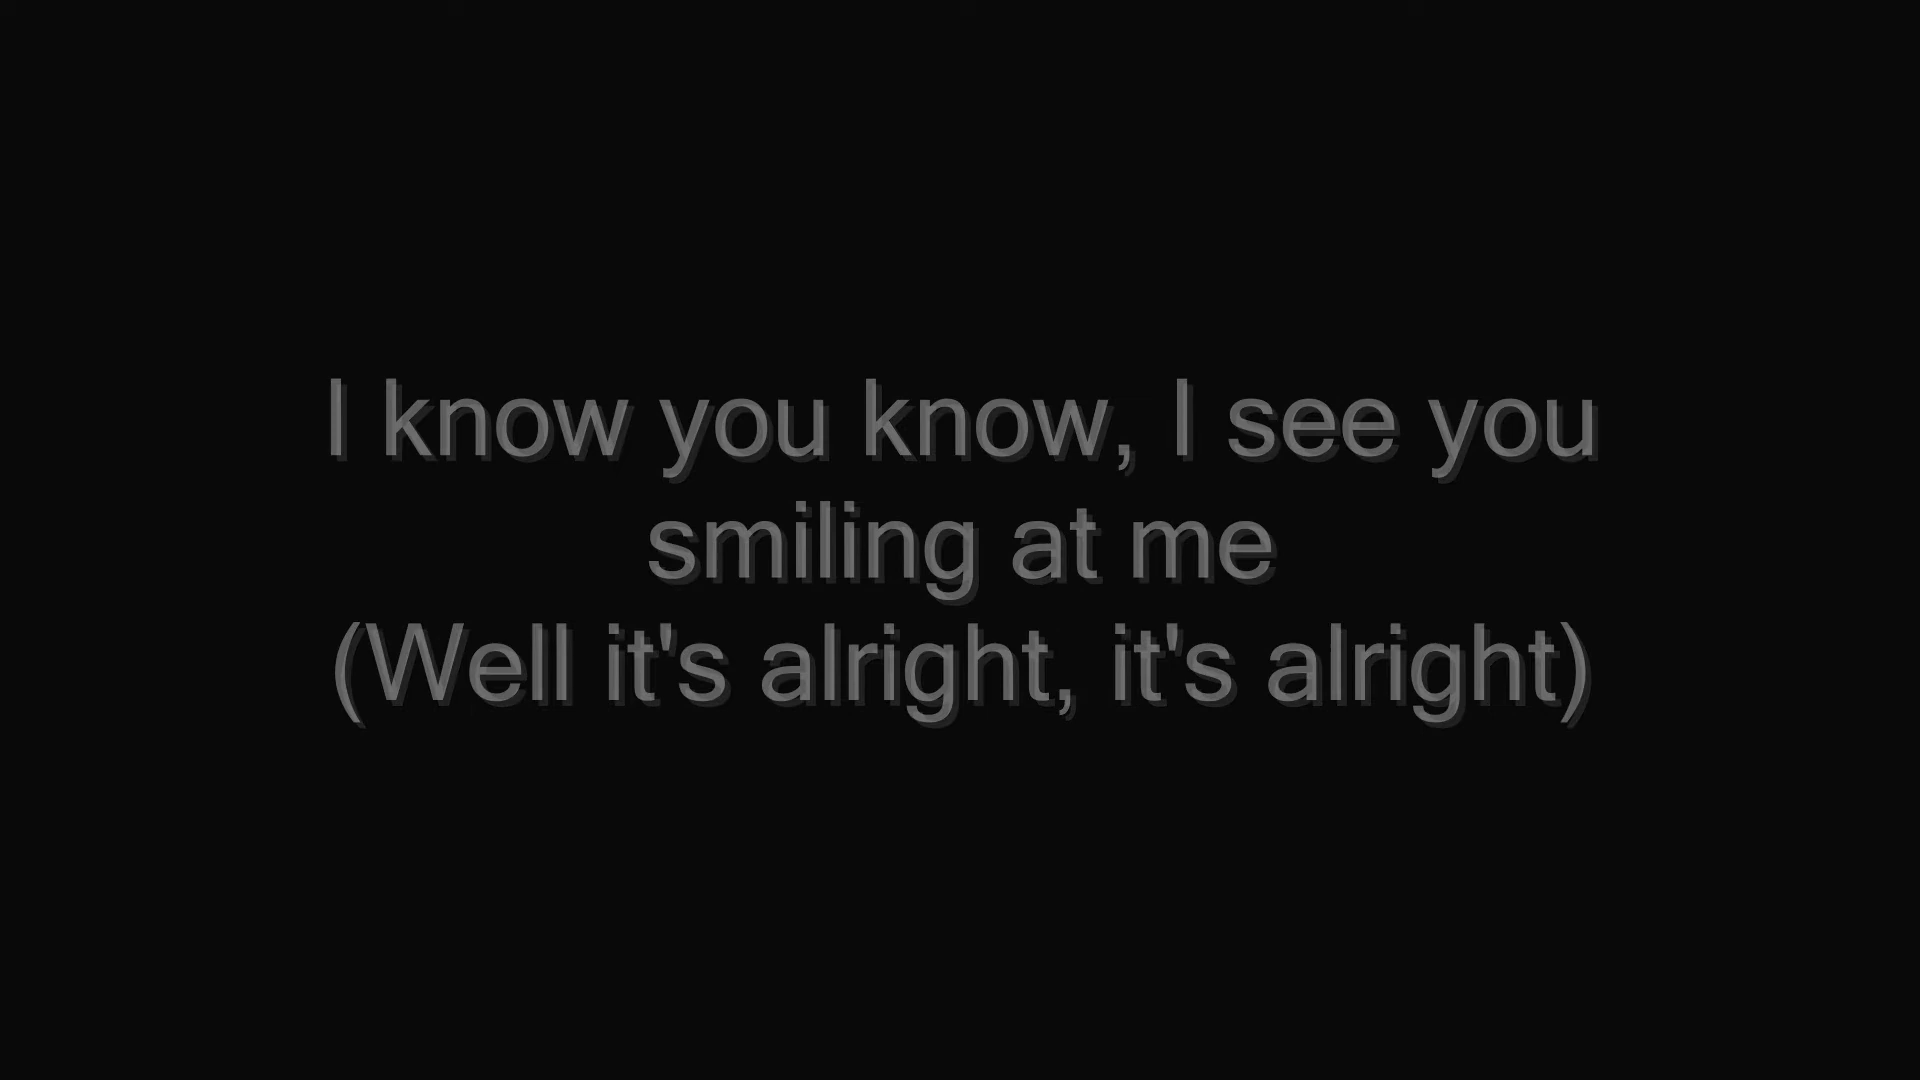 I know you know, I see you
smiling at me
(Well it's alright, it's alright)